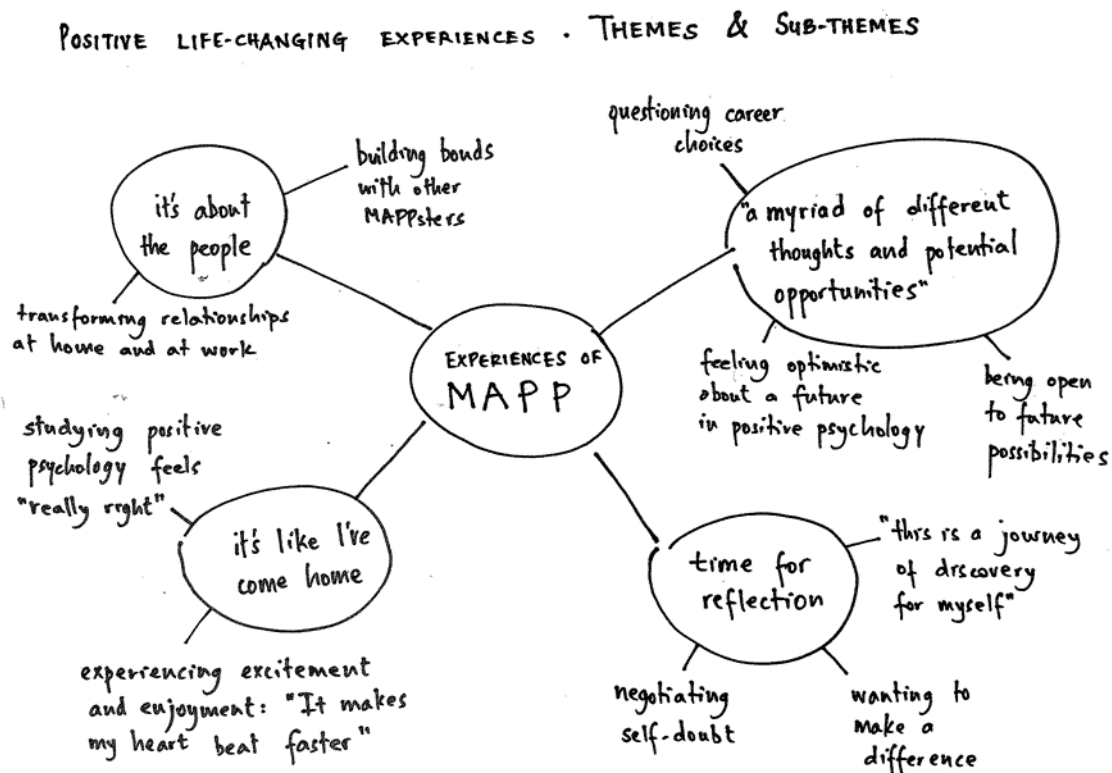 POSITIVE LIFE-CHANGING EXPERIENCES . THEMES & SUB-THEMES
it's about
the people
building bonds
with other
MAPPsters
transforming relationships
at home and at work
questioning career
choices
"a myriad of different
thoughts and potential
opportunities"
feeling optimistic
about a future
in positive psychology
being open
to future
possibilities
EXPERIENCES OF
MAPP
studying positive
psychology feels
"really right"
it's like I've
come home
experiencing excitement
and enjoyment: "It makes
my heart beat faster"
time for
reflection
"this is a journey
of discovery
for myself"
negotiating
self-doubt
wanting to
make a
difference